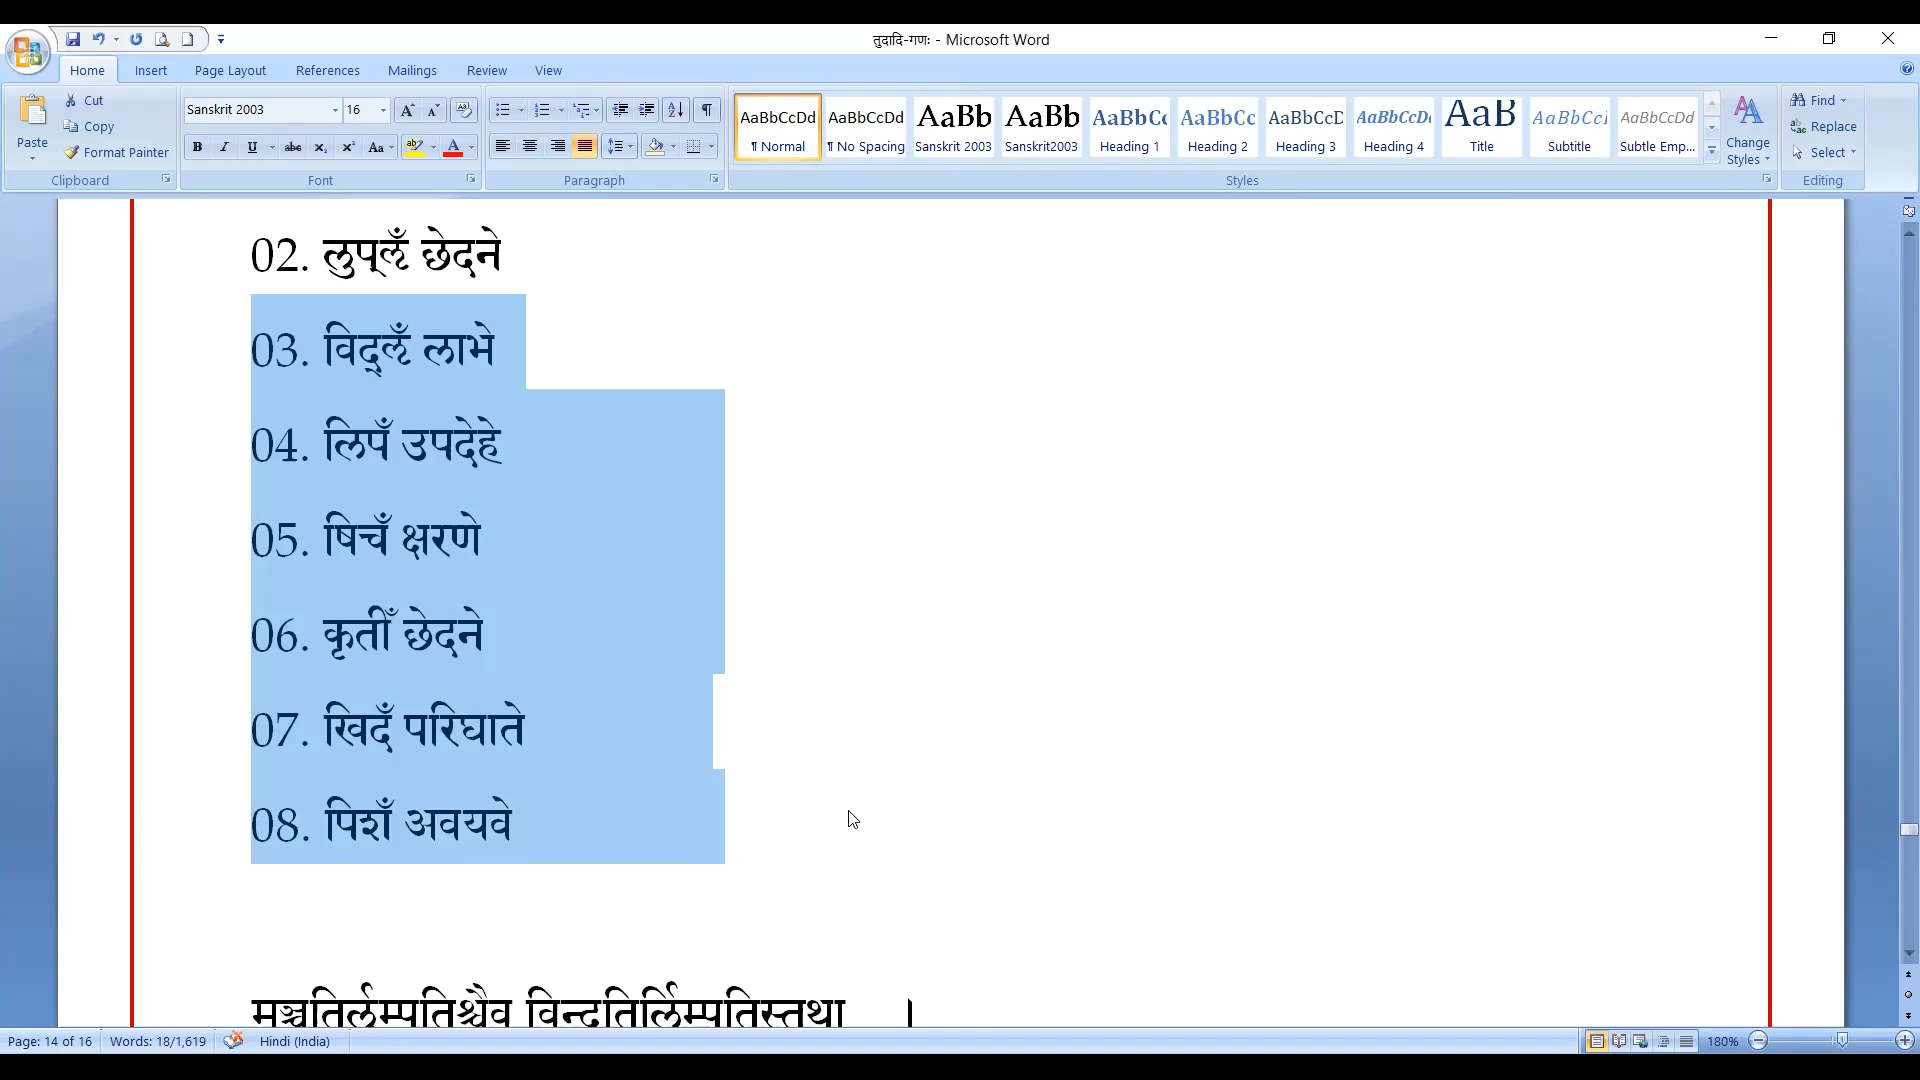 तुदादि-गणः - Microsoft Word
Home Insert Page Layout References Mailings Review View
Paste
Cut
Copy
Format Painter
Clipboard
Sanskrit 2003 16
Font
Paragraph
AaBbCcDd AaBbCcDd AaBb AaBb AaBbCc AaBbCc AaBbCcD AaBbCcDc AaB AaBbCcl AaBbCcDd
¶ Normal ¶ No Spacing Sanskrit 2003 Sanskrit2003 Heading 1 Heading 2 Heading 3 Heading 4 Title Subtitle Subtle Emp...
Styles
Change Styles
Find
Replace
Select
Editing
02. लुप्लृँ छेदने
03. विद्लृँ लाभे
04. लिपँ उपदेहे
05. षिचँ क्षरणे
06. कृतीँ छेदने
07. खिदँ परिघाते
08. पिशँ अवयवे
मुञ्चतिर्लुम्पतिश्चैव विन्दतिर्लिम्पतिस्तथा ।
Page: 14 of 16 Words: 18/1,619 Hindi (India) 180%